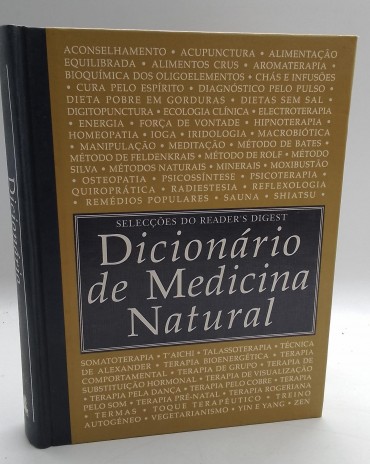 ACONSELHAMENTO • ACUPUNCTURA • ALIMENTAÇÃO
EQUILIBRADA • ALIMENTOS CRUS • AROMATERAPIA •
BIOQUÍMICA DOS OLIGOELEMENTOS • CHÁS E INFUSÕES
• CURA PELO ESPÍRITO • DIAGNÓSTICO PELO PULSO •
DIETA POBRE EM GORDURAS • DIETAS SEM SAL •
DIGITOPUNCTURA • ECOLOGIA CLÍNICA • ELECTROTERAPIA
• ENERGIA • FORÇA DE VONTADE • HIPNOTERAPIA •
HOMEOPATIA • IOGA • IRIDOLOGIA • MACROBIÓTICA
• MANIPULAÇÃO • MEDITAÇÃO • MÉTODO DE BATES •
MÉTODO DE FELDENKRAIS • MÉTODO DE ROLF • MÉTODO
SILVA • MÉTODOS NATURAIS • MINERAIS • MOXIBUSTÃO
• OSTEOPATIA • PSICOSSÍNTESE • PSICOTERAPIA •
QUIROPRÁTICA • RADIESTESIA • REFLEXOLOGIA
• REMÉDIOS POPULARES • SAUNA • SHIATSU •
SELECÇÕES DO READER'S DIGEST
Dicionário
de Medicina
Natural
SOMATOTERAPIA • T'AICHI • TALASSOTERAPIA • TÉCNICA
DE ALEXANDER • TERAPIA BIOENERGÉTICA • TERAPIA
COMPORTAMENTAL • TERAPIA DE GRUPO • TERAPIA DE
SUBSTITUIÇÃO HORMONAL • TERAPIA DE VISUALIZAÇÃO
• TERAPIA PELA DANÇA • TERAPIA PELO COBRE • TERAPIA
PELO SOM • TERAPIA PRÉ-NATAL • TERAPIA ROGERIANA
• TERMAS • TOQUE TERAPÊUTICO • TREINO
AUTÓGENO • VEGETARIANISMO • YIN E YANG • ZEN
Dicionário